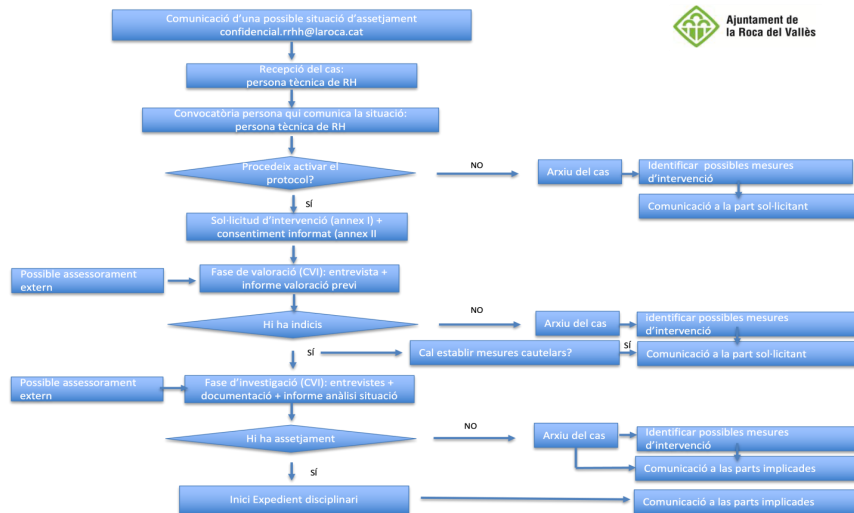 Comunicació d'una possible situació d'assetjament
confidencial.rrhh@laroca.cat
Ajuntament de
la Roca del Vallès
Recepció del cas:
persona tècnica de RH
Convocatòria persona qui comunica la situació:
persona tècnica de RH
Procedeix activar el
protocol?
NO
Arxiu del cas
Identificar possibles mesures
d'intervenció
Comunicació a la part sol·licitant
SÍ
Sol·licitud d'intervenció (annex I) +
consentiment informat (annex II
Possible assessorament
extern
Fase de valoració (CVI): entrevista +
informe valoració previ
Hi ha indicis
NO
Arxiu del cas
identificar possibles mesures
d'intervenció
SÍ
Cal establir mesures cautelars?
SÍ
Comunicació a la part sol·licitant
Possible assessorament
extern
Fase d'investigació (CVI): entrevistes +
documentació + informe anàlisi situació
Hi ha assetjament
NO
Arxiu del cas
Identificar possibles mesures
d'intervenció
Comunicació a las parts implicades
SÍ
Inici Expedient disciplinari
Comunicació a las parts implicades